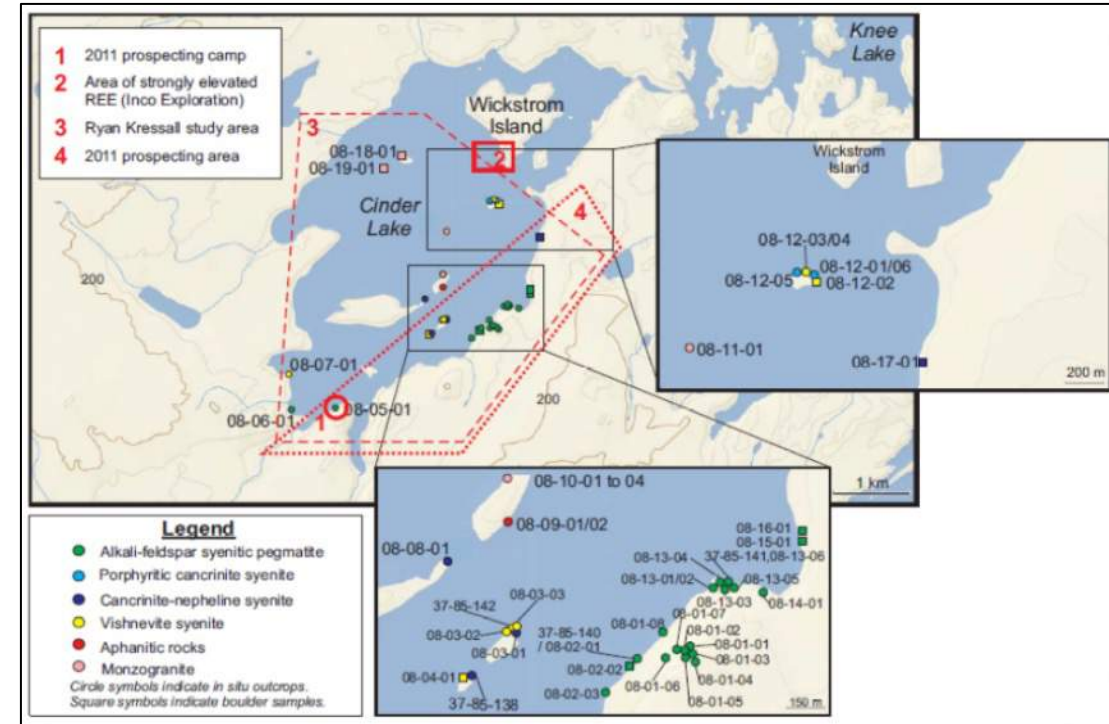 1 2011 prospecting camp
2 Area of strongly elevated
REE (Inco Exploration)
3 Ryan Kressall study area
4 2011 prospecting area
Knee
Lake
Wickstrom
Island
3
08-18-01
08-19-01
2
Cinder
Lake
4
200
08-07-01
08-06-01
1
08-05-01
200
1 km
Wickstrom
Island
08-12-03/04
08-12-01/06
08-12-05
08-12-02
08-11-01
08-17-01
200 m
08-10-01 to 04
08-09-01/02
08-08-01
08-16-01
08-15-01
08-13-04
37-85-141,08-13-06
08-13-01/02
08-13-05
08-13-03
08-14-01
08-03-03
37-85-142
08-03-02
08-03-01
37-85-140
/ 08-02-01
08-01-08
08-01-07
08-01-02
08-01-01
08-01-03
08-02-02
08-04-01
08-01-06
08-01-04
37-85-138
08-02-03
08-01-05
150 m
Legend
Alkali-feldspar syenitic pegmatite
Porphyritic cancrinite syenite
Cancrinite-nepheline syenite
Vishnevite syenite
Aphanitic rocks
Monzogranite
Circle symbols indicate in situ outcrops.
Square symbols indicate boulder samples.